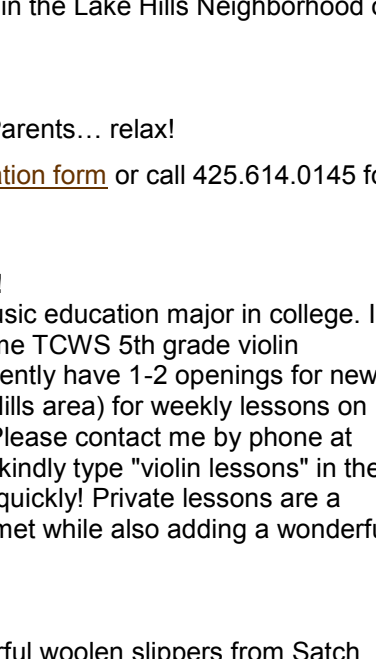 in the Lake Hills Neighborhood
Parents… relax!
ation form or call 425.614.0145 fo
!
usic education major in college. I
me TCWS 5th grade violin
ently have 1-2 openings for new
Hills area) for weekly lessons on
Please contact me by phone at
kindly type "violin lessons" in the
quickly! Private lessons are a
met while also adding a wonderfu
rful woolen slippers from Satch